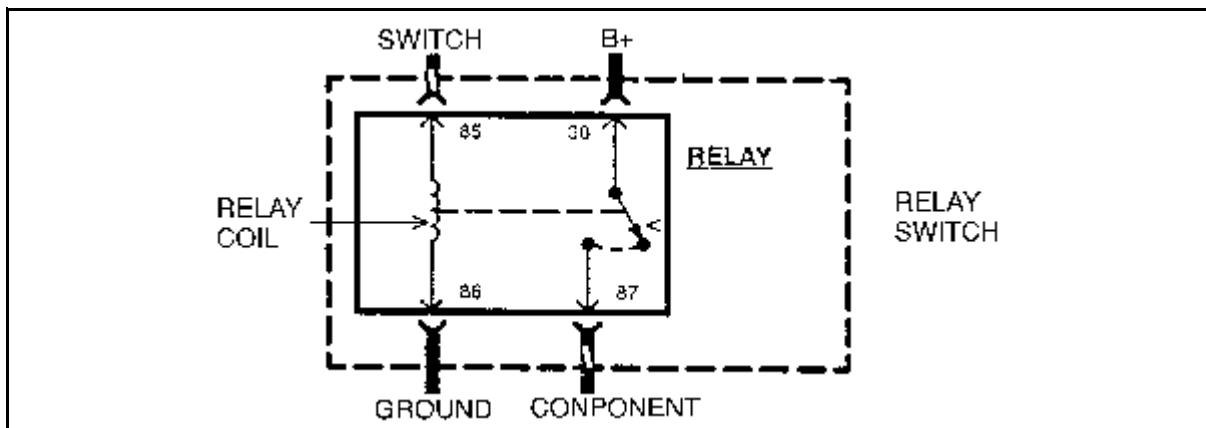 SWITCH
B+
85
30
RELAY
RELAY
COIL
RELAY
SWITCH
86
87
GROUND
CONPONENT